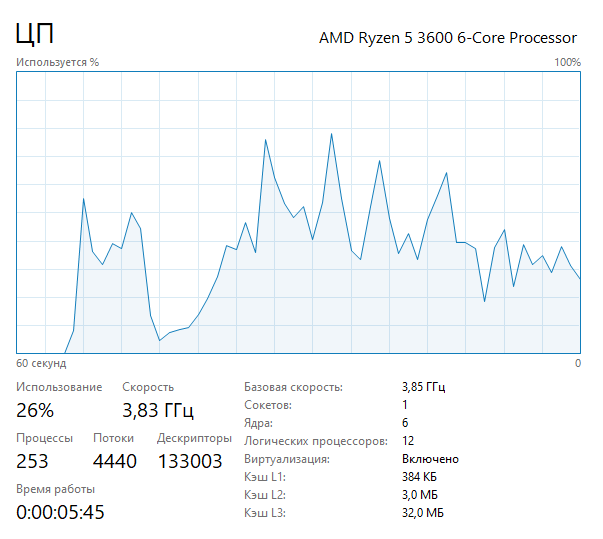 ЦП
AMD Ryzen 5 3600 6-Core Processor
Используется %
100%
60 секунд
0
Использование
Скорость
26%
3,83 ГГц
Процессы
Потоки
Дескрипторы
253
4440
133003
Время работы
0:00:05:45
Базовая скорость: 3,85 ГГц
Сокетов: 1
Ядра: 6
Логических процессоров: 12
Виртуализация: Включено
Кэш L1: 384 КБ
Кэш L2: 3,0 МБ
Кэш L3: 32,0 МБ